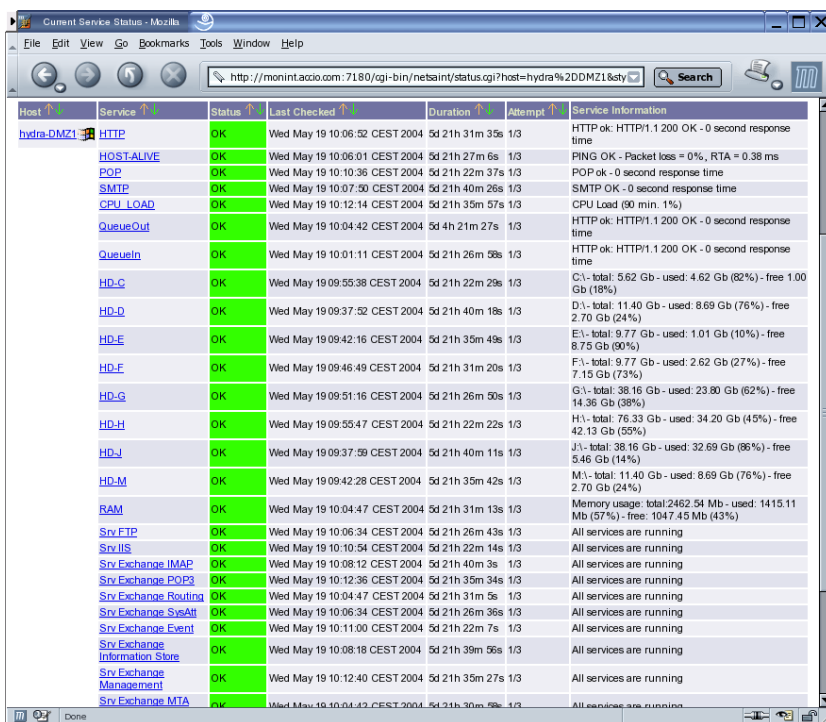 Current Service Status - Mozilla
File Edit View Go Bookmarks Tools Window Help
http://monint.accio.com:7180/cgi-bin/netsaint/status.cgi?host=hydra%2DDMZ1&sty Search
Host Service Status Last Checked Duration Attempt Service Information
hydra-DMZ1 HTTP OK Wed May 19 10:06:52 CEST 2004 5d 21h 31m 35s 1/3 HTTP ok: HTTP/1.1 200 OK - 0 second response
time
HOST-ALIVE OK Wed May 19 10:06:01 CEST 2004 5d 21h 27m 6s 1/3 PING OK - Packet loss = 0%, RTA = 0.38 ms
POP OK Wed May 19 10:10:36 CEST 2004 5d 21h 22m 37s 1/3 POP ok - 0 second response time
SMTP OK Wed May 19 10:07:50 CEST 2004 5d 21h 40m 26s 1/3 SMTP OK - 0 second response time
CPU_LOAD OK Wed May 19 10:12:14 CEST 2004 5d 21h 35m 57s 1/3 CPU Load (90 min. 1%)
QueueOut OK Wed May 19 10:04:42 CEST 2004 5d 4h 21m 27s 1/3 HTTP ok: HTTP/1.1 200 OK - 0 second response
time
QueueIn OK Wed May 19 10:01:11 CEST 2004 5d 21h 26m 58s 1/3 HTTP ok: HTTP/1.1 200 OK - 0 second response
time
HD-C OK Wed May 19 09:55:38 CEST 2004 5d 21h 22m 29s 1/3 C:\ - total: 5.62 Gb - used: 4.62 Gb (82%) - free 1.00
Gb (18%)
HD-D OK Wed May 19 09:37:52 CEST 2004 5d 21h 40m 18s 1/3 D:\ - total: 11.40 Gb - used: 8.69 Gb (76%) - free
2.70 Gb (24%)
HD-E OK Wed May 19 09:42:16 CEST 2004 5d 21h 35m 49s 1/3 E:\ - total: 9.77 Gb - used: 1.01 Gb (10%) - free
8.75 Gb (90%)
HD-F OK Wed May 19 09:46:49 CEST 2004 5d 21h 31m 20s 1/3 F:\ - total: 9.77 Gb - used: 2.62 Gb (27%) - free
7.15 Gb (73%)
HD-G OK Wed May 19 09:51:16 CEST 2004 5d 21h 26m 50s 1/3 G:\ - total: 38.16 Gb - used: 23.80 Gb (62%) - free
14.36 Gb (38%)
HD-H OK Wed May 19 09:55:47 CEST 2004 5d 21h 22m 22s 1/3 H:\ - total: 76.33 Gb - used: 34.20 Gb (45%) - free
42.13 Gb (55%)
HD-J OK Wed May 19 09:37:59 CEST 2004 5d 21h 40m 11s 1/3 J:\ - total: 38.16 Gb - used: 32.69 Gb (86%) - free
5.46 Gb (14%)
HD-M OK Wed May 19 09:42:28 CEST 2004 5d 21h 35m 42s 1/3 M:\ - total: 11.40 Gb - used: 8.69 Gb (76%) - free
2.70 Gb (24%)
RAM OK Wed May 19 10:04:47 CEST 2004 5d 21h 31m 13s 1/3 Memory usage: total:2462.54 Mb - used: 1415.11
Mb (57%) - free: 1047.45 Mb (43%)
Srv FTP OK Wed May 19 10:06:34 CEST 2004 5d 21h 26m 43s 1/3 All services are running
Srv IIS OK Wed May 19 10:10:54 CEST 2004 5d 21h 22m 14s 1/3 All services are running
Srv Exchange IMAP OK Wed May 19 10:08:12 CEST 2004 5d 21h 40m 3s 1/3 All services are running
Srv Exchange POP3 OK Wed May 19 10:12:36 CEST 2004 5d 21h 35m 34s 1/3 All services are running
Srv Exchange Routing OK Wed May 19 10:04:47 CEST 2004 5d 21h 31m 5s 1/3 All services are running
Srv Exchange SysAtt OK Wed May 19 10:06:34 CEST 2004 5d 21h 26m 36s 1/3 All services are running
Srv Exchange Event OK Wed May 19 10:11:00 CEST 2004 5d 21h 22m 7s 1/3 All services are running
Srv Exchange
Information Store OK Wed May 19 10:08:18 CEST 2004 5d 21h 39m 56s 1/3 All services are running
Srv Exchange
Management OK Wed May 19 10:12:40 CEST 2004 5d 21h 35m 27s 1/3 All services are running
Srv Exchange MTA
OK Wed May 19 10:04:42 CEST 2004 5d 21h 30m 58s 1/3 All services are running
Done